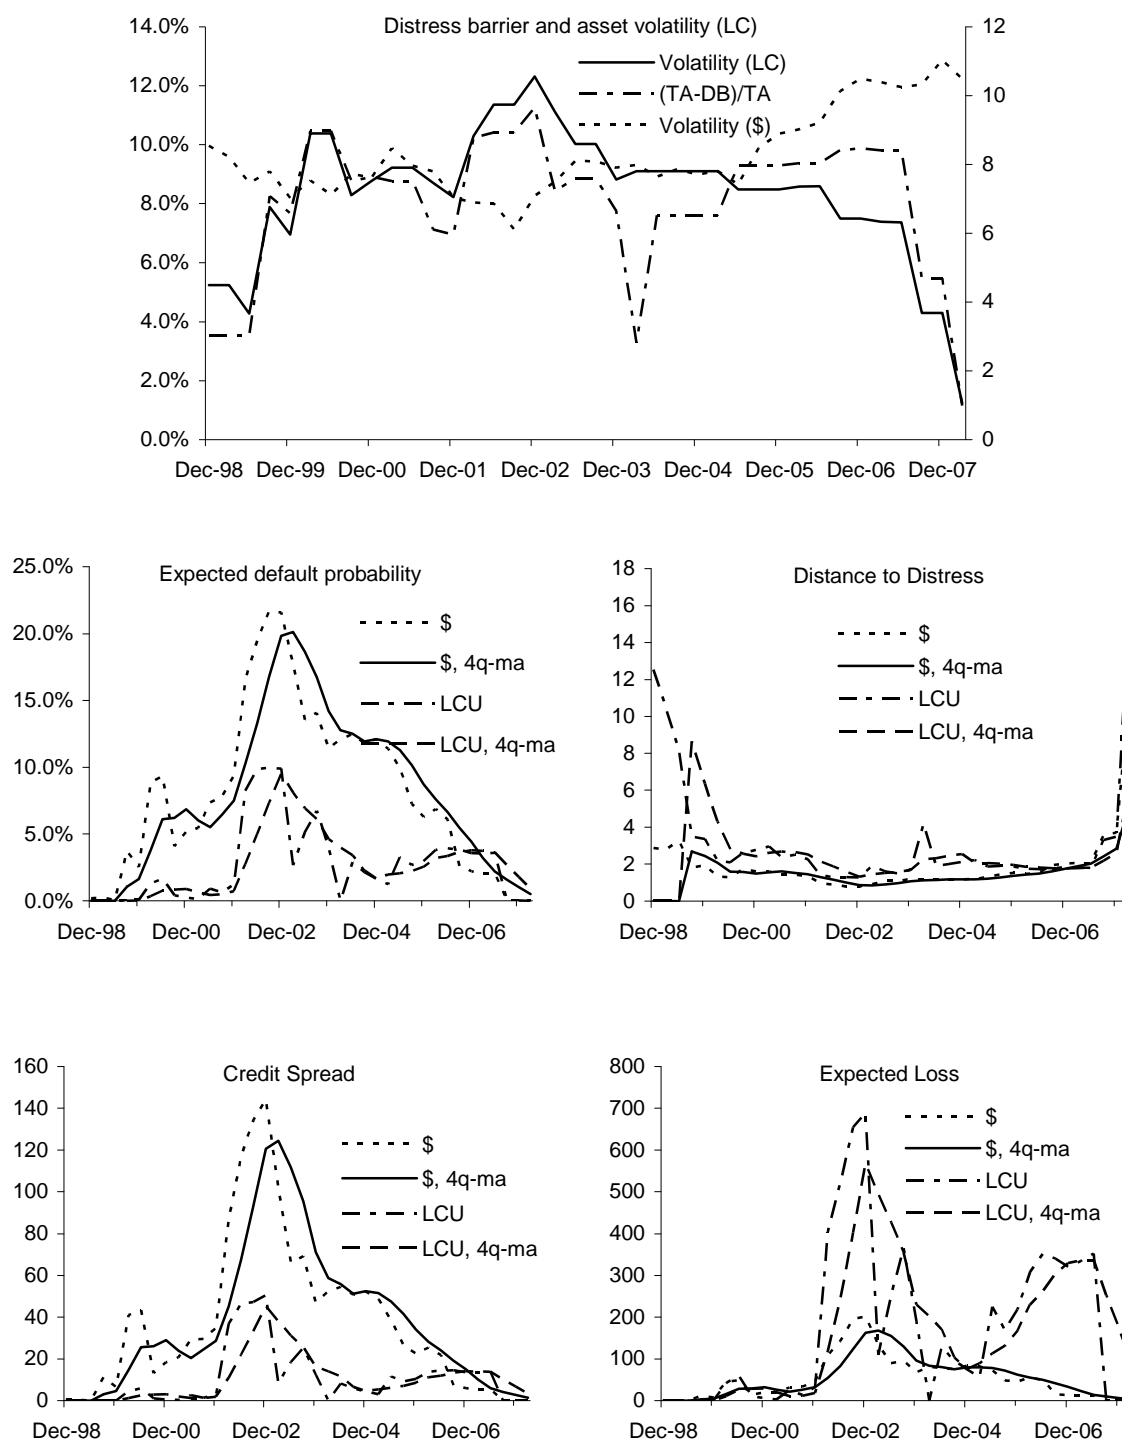 Distress barrier and asset volatility (LC)
14.0% 12
Volatility (LC)
12.0% (TA-DB)/TA 10
Volatility ($)
10.0% 8
8.0%
6
6.0%
4
4.0%
2.0% 2
0.0% 0
Dec-98 Dec-99 Dec-00 Dec-01 Dec-02 Dec-03 Dec-04 Dec-05 Dec-06 Dec-07
Expected default probability
25.0%
20.0%
15.0%
10.0%
5.0%
0.0%
$
$, 4q-ma
LCU
LCU, 4q-ma
Dec-98 Dec-00 Dec-02 Dec-04 Dec-06
Distance to Distress
18
16
14
12
10
8
6
4
2
0
$
$, 4q-ma
LCU
LCU, 4q-ma
Dec-98 Dec-00 Dec-02 Dec-04 Dec-06
Credit Spread
160
140
120
100
80
60
40
20
0
$
$, 4q-ma
LCU
LCU, 4q-ma
Dec-98 Dec-00 Dec-02 Dec-04 Dec-06
Expected Loss
800
700
600
500
400
300
200
100
0
$
$, 4q-ma
LCU
LCU, 4q-ma
Dec-98 Dec-00 Dec-02 Dec-04 Dec-06